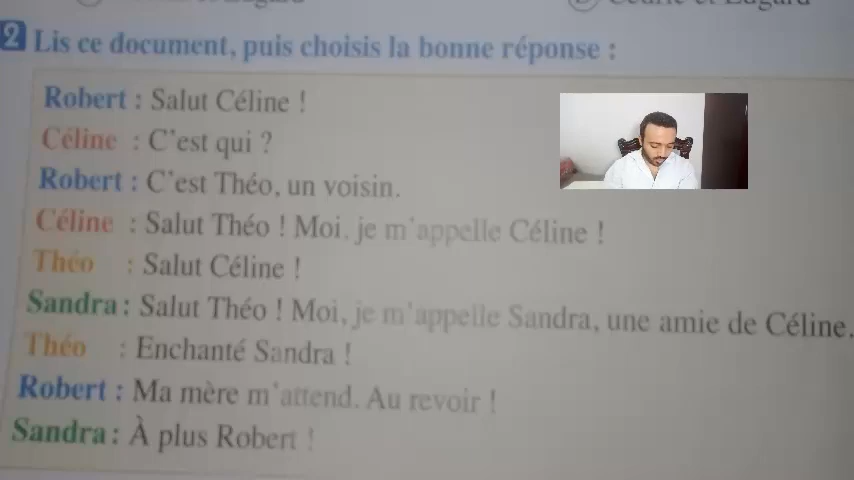 2 Lis ce document, puis choisis la bonne réponse :
Robert : Salut Céline !
Céline : C'est qui ?
Robert : C'est Théo, un voisin.
Céline : Salut Théo ! Moi, je m'appelle Céline !
Théo : Salut Céline !
Sandra : Salut Théo ! Moi, je m'appelle Sandra, une amie de Céline.
Théo : Enchanté Sandra !
Robert : Ma mère m'attend. Au revoir !
Sandra : À plus Robert !